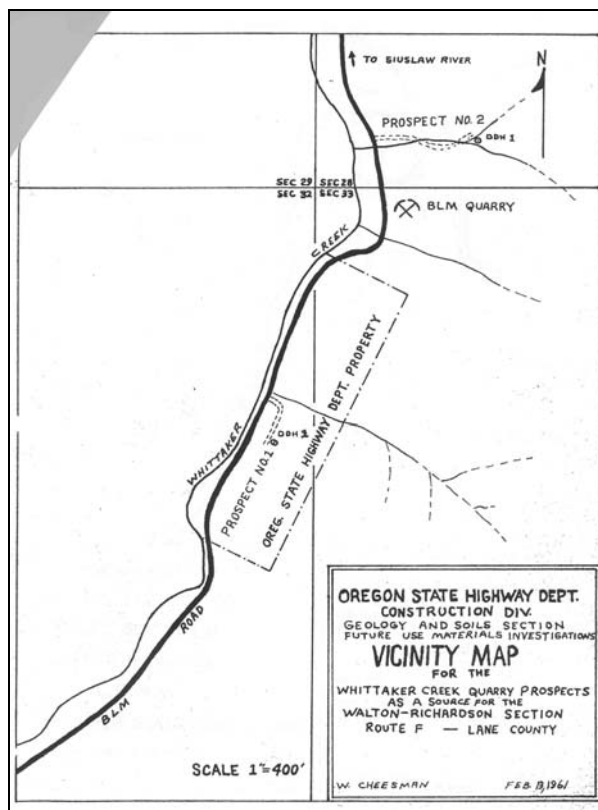 TO SIUSLAW RIVER
N
PROSPECT NO. 2
DDH 1
SEC 29 SEC 28
SEC 32 SEC 33
BLM QUARRY
CREEK
WHITTAKER
PROSPECT NO. 1
DDH 1
OREG. STATE HIGHWAY DEPT. PROPERTY
ROAD
BLM
SCALE 1"=400'
OREGON STATE HIGHWAY DEPT.
CONSTRUCTION DIV.
GEOLOGY AND SOILS SECTION
FUTURE USE MATERIALS INVESTIGATIONS
VICINITY MAP
FOR THE
WHITTAKER CREEK QUARRY PROSPECTS
AS A SOURCE FOR THE
WALTON-RICHARDSON SECTION
ROUTE F — LANE COUNTY
W. CHEESMAN
FEB. 13, 1961